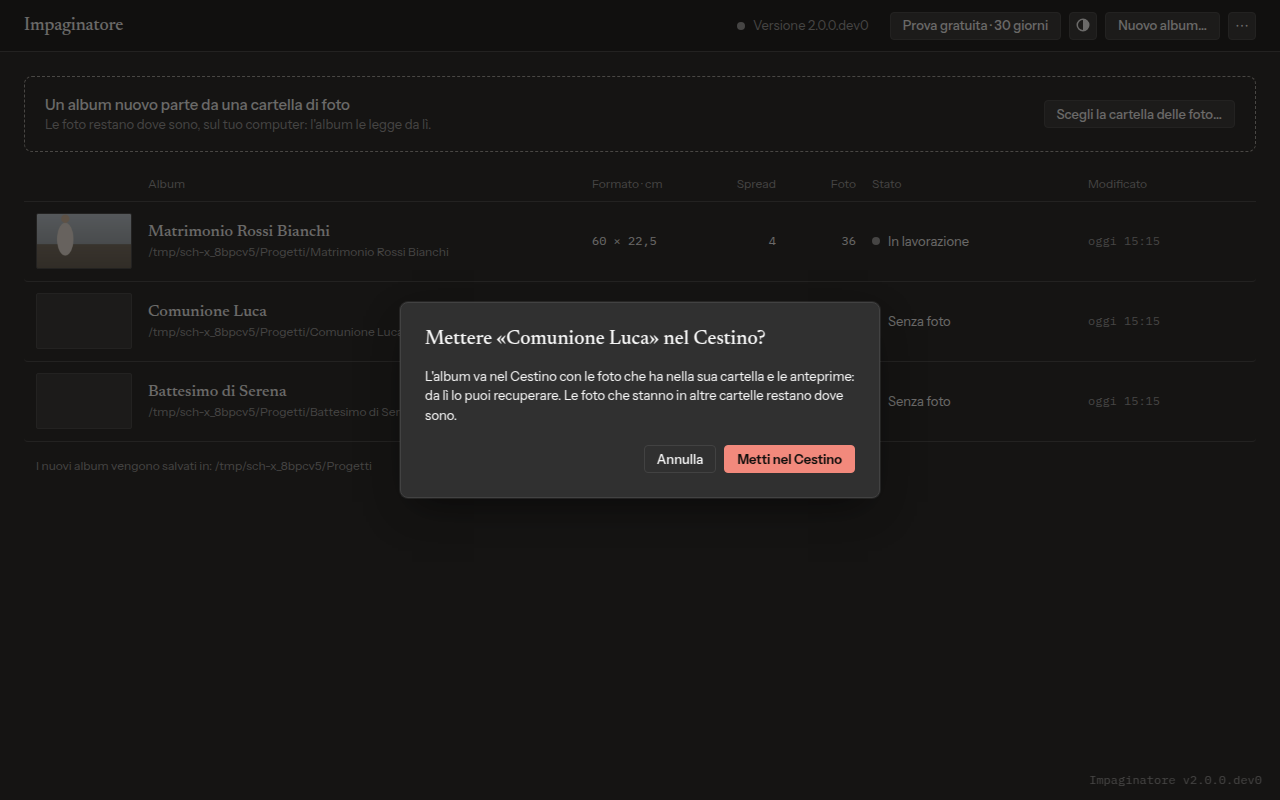 Impaginatore
Versione 2.0.0.dev0
Prova gratuita · 30 giorni
Nuovo album…
···
Un album nuovo parte da una cartella di foto
Le foto restano dove sono, sul tuo computer: l'album le legge da lì.
Scegli la cartella delle foto…
Album Formato · cm Spread Foto Stato Modificato
Matrimonio Rossi Bianchi
/tmp/sch-x_8bpcv5/Progetti/Matrimonio Rossi Bianchi
60 × 22,5 4 36 In lavorazione oggi 15:15
Comunione Luca
/tmp/sch-x_8bpcv5/Progetti/Comunione Luca
Senza foto oggi 15:15
Battesimo di Serena
/tmp/sch-x_8bpcv5/Progetti/Battesimo di Ser
Senza foto oggi 15:15
I nuovi album vengono salvati in: /tmp/sch-x_8bpcv5/Progetti
Mettere «Comunione Luca» nel Cestino?
L'album va nel Cestino con le foto che ha nella sua cartella e le anteprime:
da lì lo puoi recuperare. Le foto che stanno in altre cartelle restano dove
sono.
Annulla
Metti nel Cestino
Impaginatore v2.0.0.dev0